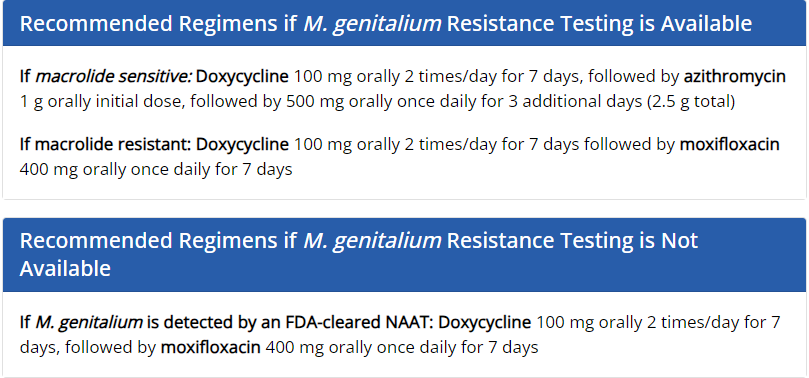 Recommended Regimens if M. genitalium Resistance Testing is Available
If macrolide sensitive: Doxycycline 100 mg orally 2 times/day for 7 days, followed by azithromycin
1 g orally initial dose, followed by 500 mg orally once daily for 3 additional days (2.5 g total)
If macrolide resistant: Doxycycline 100 mg orally 2 times/day for 7 days followed by moxifloxacin
400 mg orally once daily for 7 days
Recommended Regimens if M. genitalium Resistance Testing is Not
Available
If M. genitalium is detected by an FDA-cleared NAAT: Doxycycline 100 mg orally 2 times/day for 7
days, followed by moxifloxacin 400 mg orally once daily for 7 days